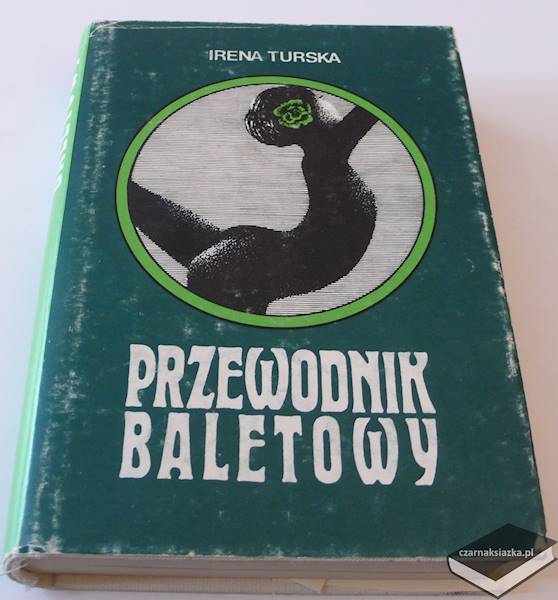 IRENA TURSKA
PRZEWODNIK
BALETOWY
czarnaksiazka.pl